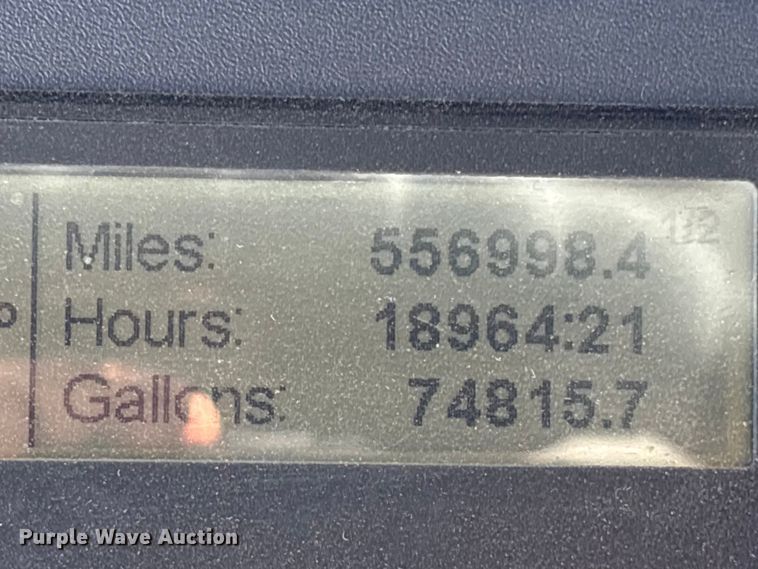 Miles: 556998.4
Hours: 18964:21
Gallons: 74815.7
Purple Wave Auction